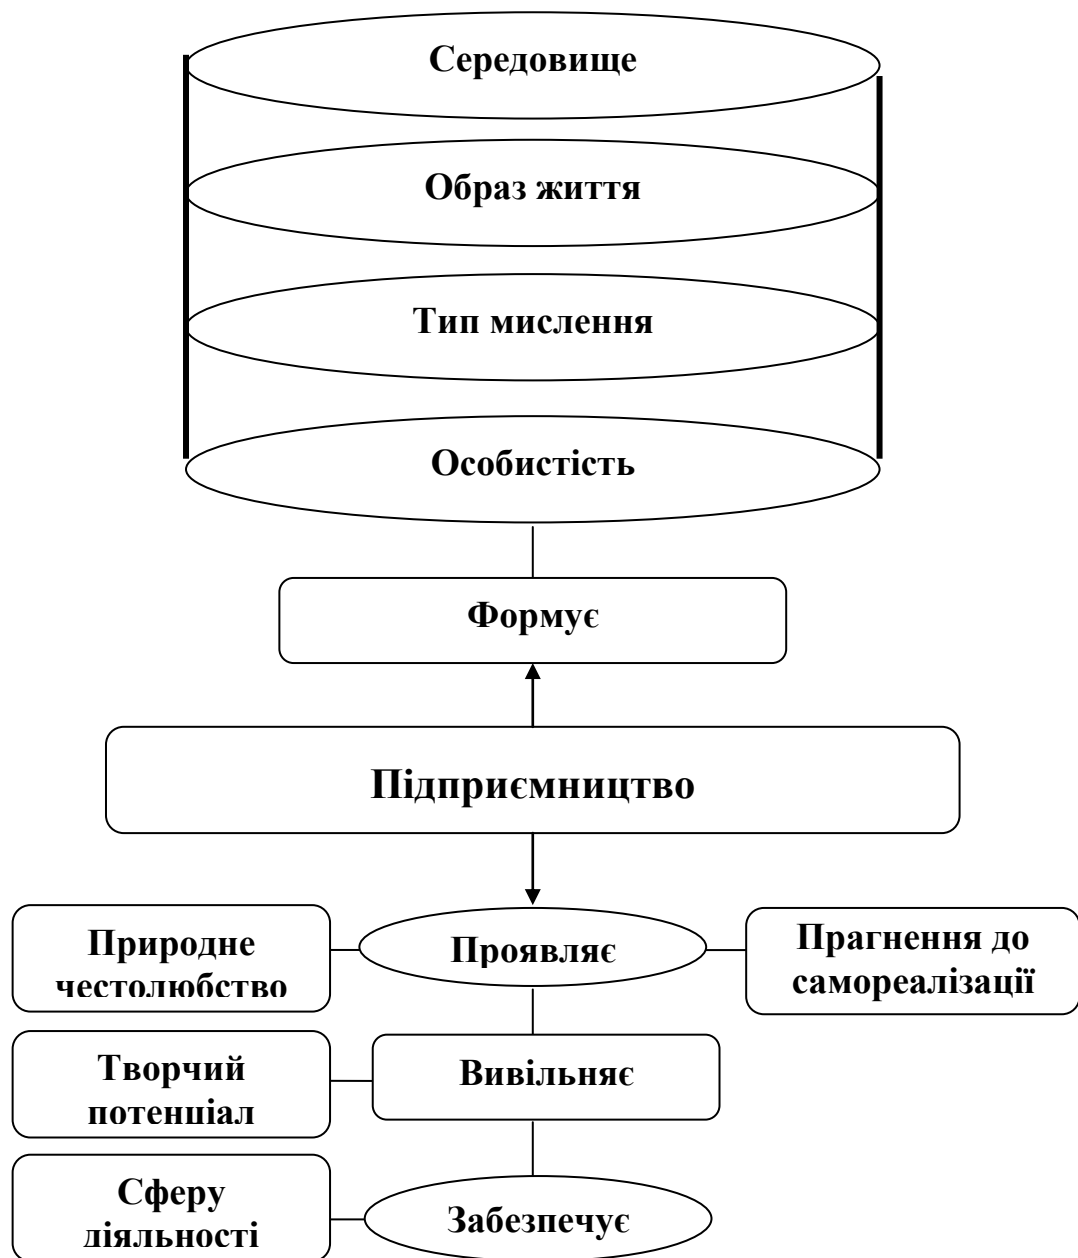 Середовище
Образ життя
Тип мислення
Особистість
Формує
Підприємництво
Природне
честолюбство
Проявляє
Прагнення до
самореалізації
Творчий
потенціал
Вивільняє
Сферу
діяльності
Забезпечує